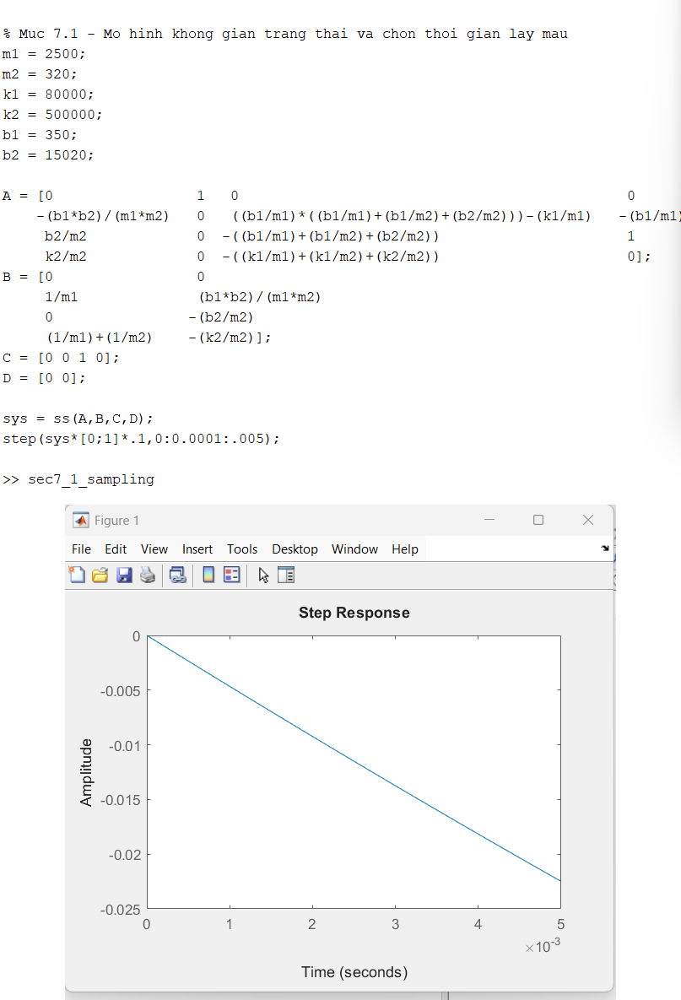 % Muc 7.1 - Mo hinh khong gian trang thai va chon thoi gian lay mau
m1 = 2500;
m2 = 320;
k1 = 80000;
k2 = 500000;
b1 = 350;
b2 = 15020;
A = [0 1 0 0
-(b1*b2)/(m1*m2) 0 ((b1/m1)*((b1/m1)+(b1/m2)+(b2/m2)))-(k1/m1) -(b1/m1)
b2/m2 0 -((b1/m1)+(b1/m2)+(b2/m2)) 1
k2/m2 0 -((k1/m1)+(k1/m2)+(k2/m2)) 0];
B = [0 0
1/m1 (b1*b2)/(m1*m2)
0 -(b2/m2)
(1/m1)+(1/m2) -(k2/m2)];
C = [0 0 1 0];
D = [0 0];
sys = ss(A,B,C,D);
step(sys*[0;1]*.1,0:0.0001:.005);
>> sec7_1_sampling
Figure 1
File Edit View Insert Tools Desktop Window Help
Step Response
0
-0.005
-0.01
-0.015
-0.02
-0.025
Amplitude
0 1 2 3 4 5
×10-3
Time (seconds)